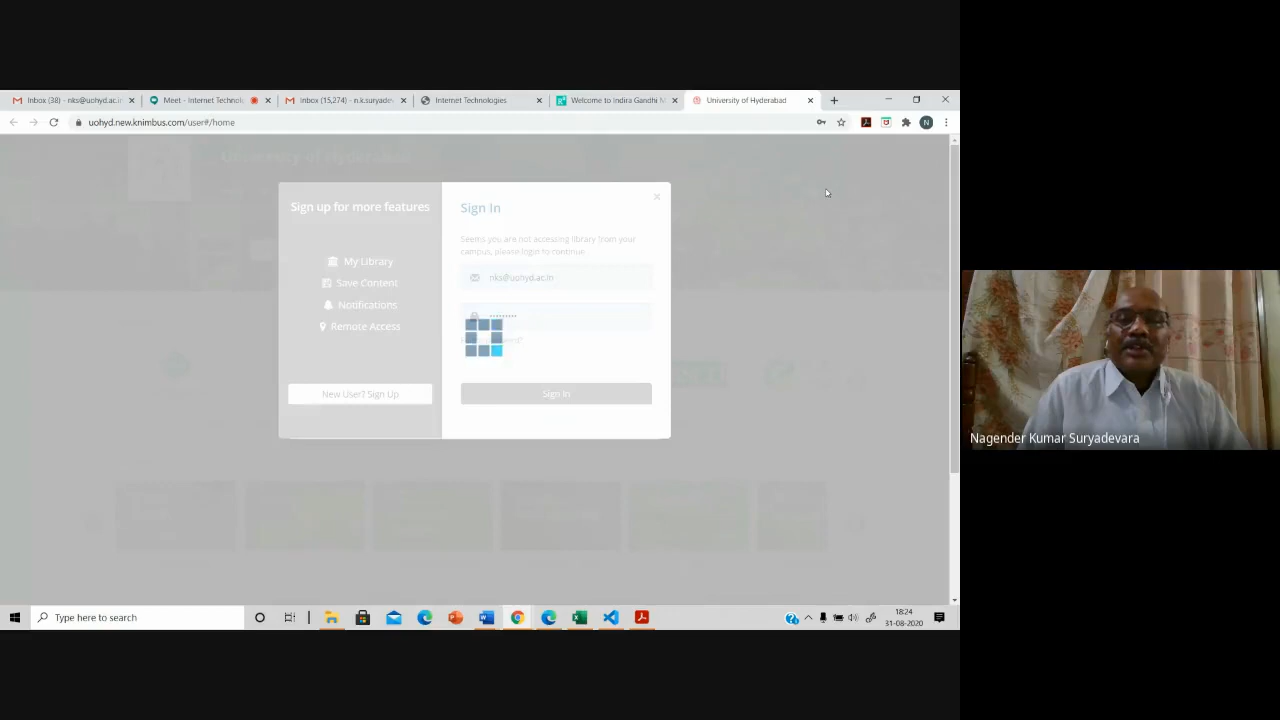 Inbox (38) - nks@uohyd.ac.in
Meet - Internet Technol
Inbox (15,274) - n.k.suryadev
Internet Technologies
Welcome to Indira Gandhi M
University of Hyderabad
uohyd.new.knimbus.com/user#/home
N
University of Hyderabad
Sign up for more features
My Library
Save Content
Notifications
Remote Access
New User? Sign Up
Sign In
Seems you are not accessing library from your
campus, please login to continue
nks@uohyd.ac.in
Sign In
Nagender Kumar Suryadevara
Type here to search
18:24
31-08-2020